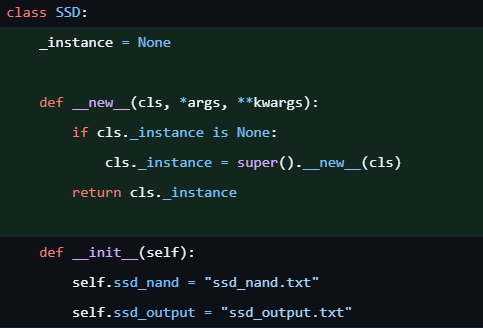 class SSD:
    _instance = None
    def __new__(cls, *args, **kwargs):
        if cls._instance is None:
            cls._instance = super().__new__(cls)
        return cls._instance
    def __init__(self):
        self.ssd_nand = "ssd_nand.txt"
        self.ssd_output = "ssd_output.txt"